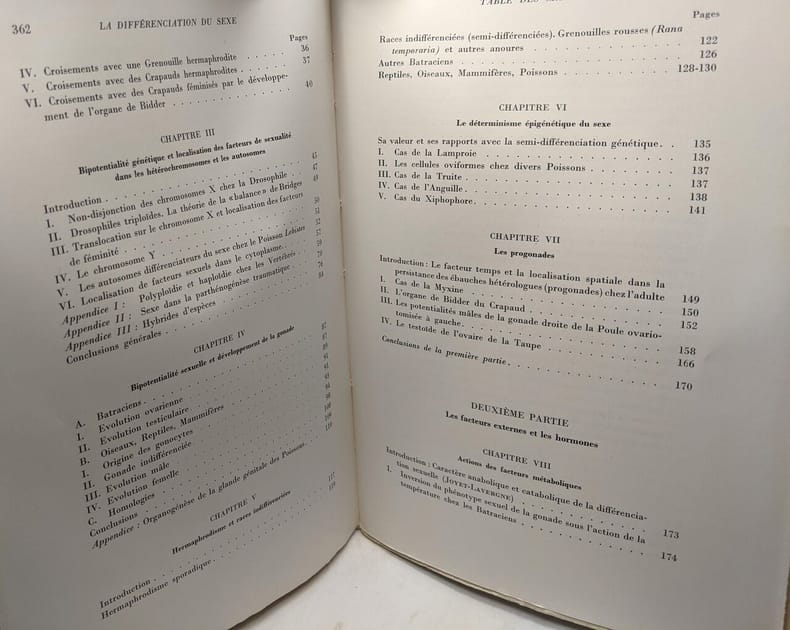 362
LA DIFFÉRENCIATION DU SEXE
Pages
IV. Croisements avec une Grenouille hermaphrodite . . . . . 36
V. Croisements avec des Crapauds hermaphrodites . . . . . 37
VI. Croisements avec des Crapauds féminisés par le développe-
ment de l'organe de Bidder . . . . . 40
CHAPITRE III
Bipotentialité génétique et localisation des facteurs de sexualité
dans les hétérochromosomes et les autosomes
Introduction . . . . . 45
I. Non-disjonction des chromosomes X chez la Drosophile . 47
II. Drosophiles triploïdes. La théorie de la « balance » de Bridges
III. Translocation sur le chromosome X et localisation des facteurs
de féminité . . . . .
IV. Le chromosome Y . . . . .
V. Les autosomes différenciateurs du sexe chez le Poisson Lebistes
VI. Localisation de facteurs sexuels dans le cytoplasme . .
Appendice I : Polyploïdie et haploïdie chez les Vertébrés .
Appendice II : Sexe dans la parthénogenèse traumatique .
Appendice III : Hybrides d'espèces . . . . .
Conclusions générales . . . . .
CHAPITRE IV
Bipotentialité sexuelle et développement de la gonade
A. Batraciens . . . . .
I. Evolution ovarienne . . . . .
II. Evolution testiculaire . . . . .
B. Oiseaux, Reptiles, Mammifères . . . . .
I. Origine des gonocytes . . . . .
II. Gonade indifférenciée . . . . .
III. Evolution mâle . . . . .
IV. Evolution femelle . . . . .
C. Homologies . . . . .
Conclusions . . . . .
Appendice : Organogenèse de la glande génitale des Poissons .
CHAPITRE V
Hermaphrodisme et races indifférenciées
Introduction . . . . . 117
Hermaphrodisme sporadique . . . . .
Pages
Races indifférenciées (semi-différenciées). Grenouilles rousses (Rana
temporaria) et autres anoures . . . . . 122
Autres Batraciens . . . . . 126
Reptiles, Oiseaux, Mammifères, Poissons . . . . . 128-130
CHAPITRE VI
Le déterminisme épigénétique du sexe
Sa valeur et ses rapports avec la semi-différenciation génétique. . 135
I. Cas de la Lamproie . . . . . 136
II. Les cellules oviformes chez divers Poissons . . . . . 137
III. Cas de la Truite . . . . . 137
IV. Cas de l'Anguille . . . . . 138
V. Cas du Xiphophore . . . . . 141
CHAPITRE VII
Les progonades
Introduction : Le facteur temps et la localisation spatiale dans la
persistance des ébauches hétérologues (progonades) chez l'adulte 149
I. Cas de la Myxine . . . . . 150
II. L'organe de Bidder du Crapaud . . . . . 152
III. Les potentialités mâles de la gonade droite de la Poule ovario-
tomisée à gauche . . . . . 158
IV. Le testoïde de l'ovaire de la Taupe . . . . . 166
Conclusions de la première partie . . . . . 170
DEUXIÈME PARTIE
Les facteurs externes et les hormones
CHAPITRE VIII
Actions des facteurs métaboliques
Introduction : Caractère anabolique et catabolique de la différencia-
tion sexuelle (JOYET-LAVERGNE) . . . . . 173
I. Inversion du phénotype sexuel de la gonade sous l'action de la
température chez les Batraciens . . . . . 174